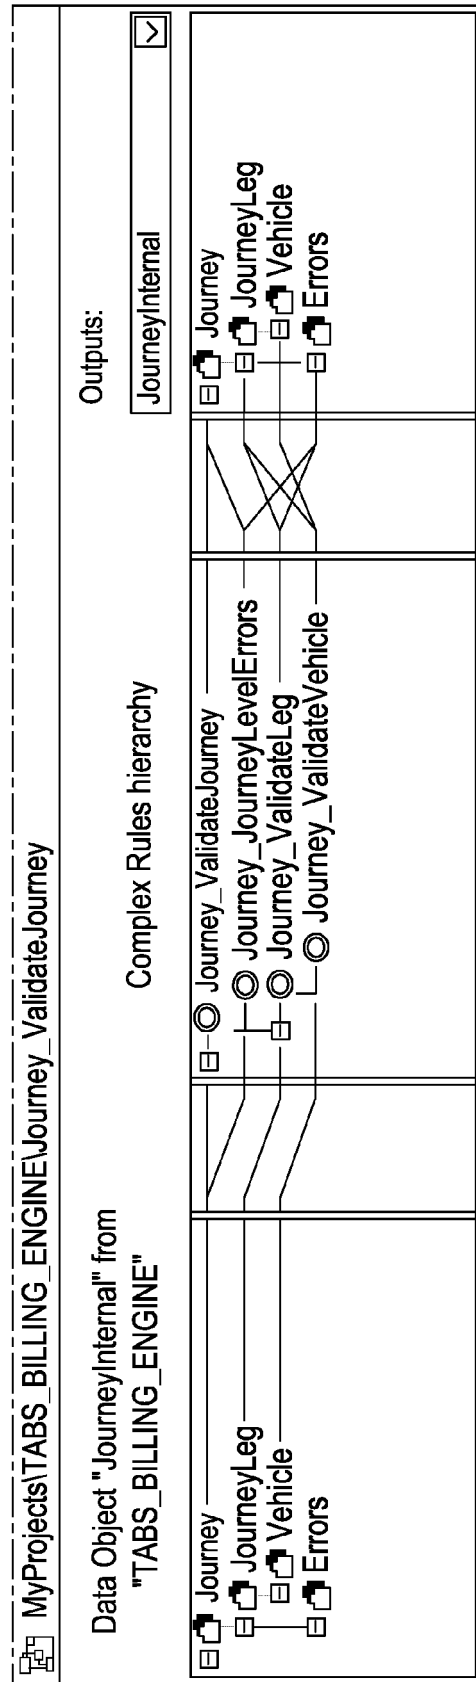 MyProjects\TABS_BILLING_ENGINE\Journey_ValidateJourney
Data Object "JourneyInternal" from
"TABS_BILLING_ENGINE"
Complex Rules hierarchy
Outputs:
JourneyInternal
Journey
JourneyLeg
Vehicle
Errors
Journey_ValidateJourney
Journey_JourneyLevelErrors
Journey_ValidateLeg
Journey_ValidateVehicle
Journey
JourneyLeg
Vehicle
Errors